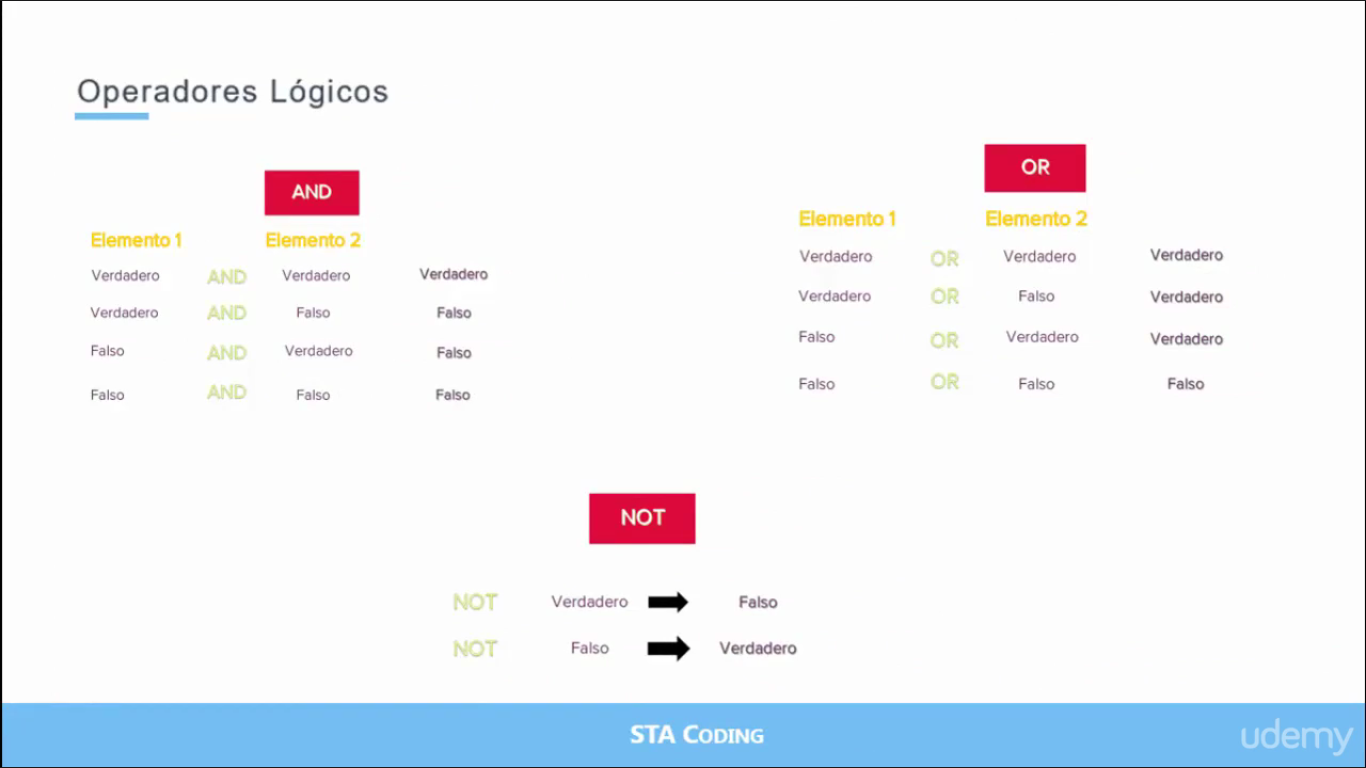 Operadores Lógicos
AND
Elemento 1 Elemento 2
Verdadero AND Verdadero Verdadero
Verdadero AND Falso Falso
Falso AND Verdadero Falso
Falso AND Falso Falso
OR
Elemento 1 Elemento 2
Verdadero OR Verdadero Verdadero
Verdadero OR Falso Verdadero
Falso OR Verdadero Verdadero
Falso OR Falso Falso
NOT
NOT Verdadero Falso
NOT Falso Verdadero
STA CODING
udemy